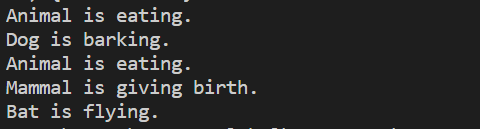 Animal is eating.
Dog is barking.
Animal is eating.
Mammal is giving birth.
Bat is flying.